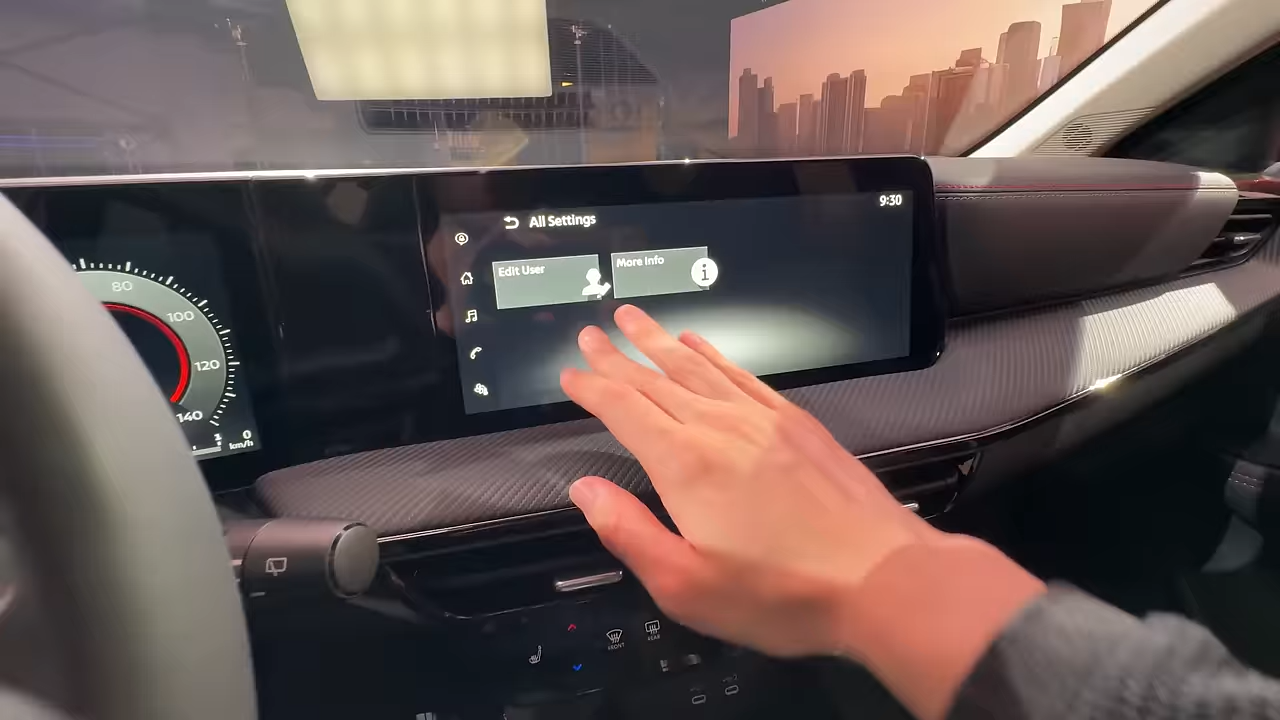 9:30
All Settings
Edit User
More Info
i
80
100
120
140
0
km/h
FRONT
REAR